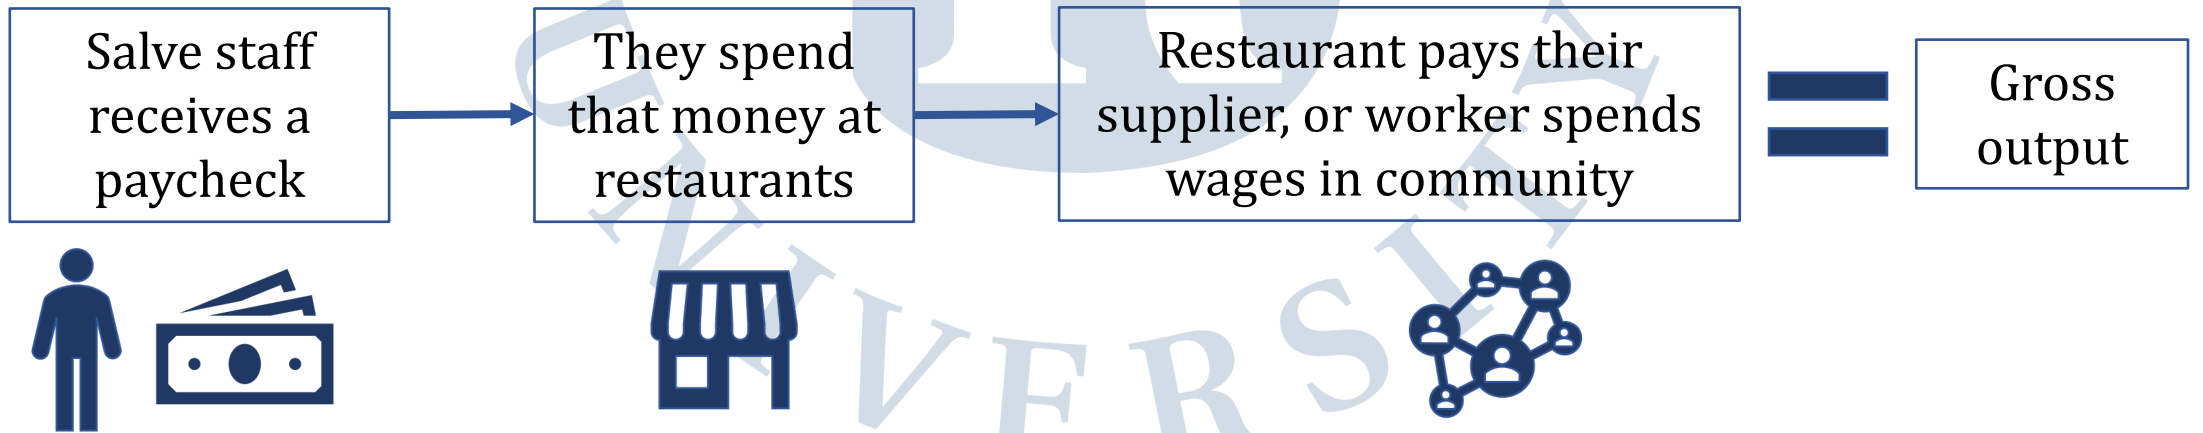 Salve staff
receives a
paycheck
They spend
that money at
restaurants
Restaurant pays their
supplier, or worker spends
wages in community
Gross
output
UNIVERSITY